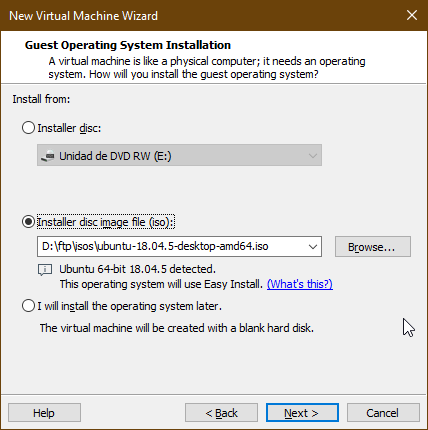 New Virtual Machine Wizard
Guest Operating System Installation
A virtual machine is like a physical computer; it needs an operating
system. How will you install the guest operating system?
Install from:
Installer disc:
Unidad de DVD RW (E:)
Installer disc image file (iso):
D:\ftp\isos\ubuntu-18.04.5-desktop-amd64.iso
Browse...
Ubuntu 64-bit 18.04.5 detected.
This operating system will use Easy Install. (What's this?)
I will install the operating system later.
The virtual machine will be created with a blank hard disk.
Help
< Back
Next >
Cancel